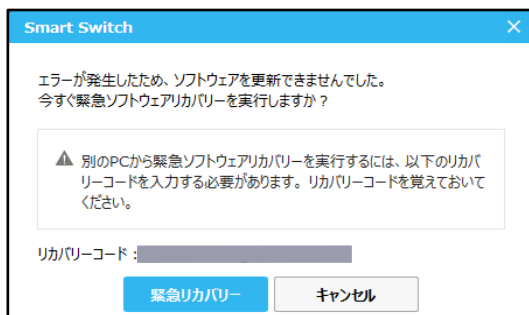 Smart Switch
エラーが発生したため、ソフトウェアを更新できませんでした。
今すぐ緊急ソフトウェアリカバリーを実行しますか？
別のPCから緊急ソフトウェアリカバリーを実行するには、以下のリカバ
リーコードを入力する必要があります。リカバリーコードを覚えておいて
ください。
リカバリーコード：
緊急リカバリー キャンセル